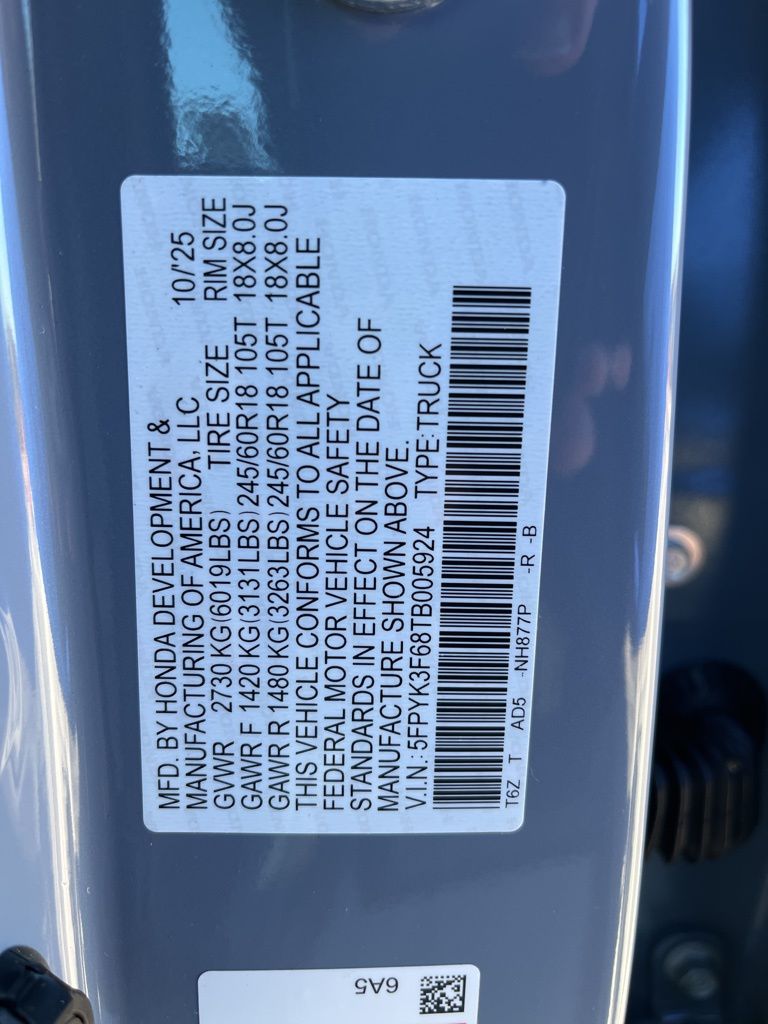 MFD. BY HONDA DEVELOPMENT &
MANUFACTURING OF AMERICA, LLC 10/'25
GVWR 2730 KG(6019LBS) TIRE SIZE RIM SIZE
GAWR F 1420 KG(3131LBS) 245/60R18 105T 18X8.0J
GAWR R 1480 KG(3263LBS) 245/60R18 105T 18X8.0J
THIS VEHICLE CONFORMS TO ALL APPLICABLE
FEDERAL MOTOR VEHICLE SAFETY
STANDARDS IN EFFECT ON THE DATE OF
MANUFACTURE SHOWN ABOVE.
V.I.N.: 5FPYK3F68TB005924 TYPE:TRUCK
T6Z T AD5 -NH877P -R -B
6A5